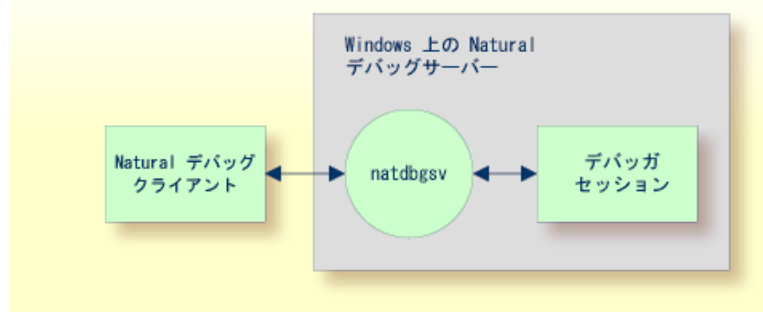 Windows 上の Natural
デバッグサーバー
Natural デバッグ
クライアント
natdbgsv
デバッガ
セッション